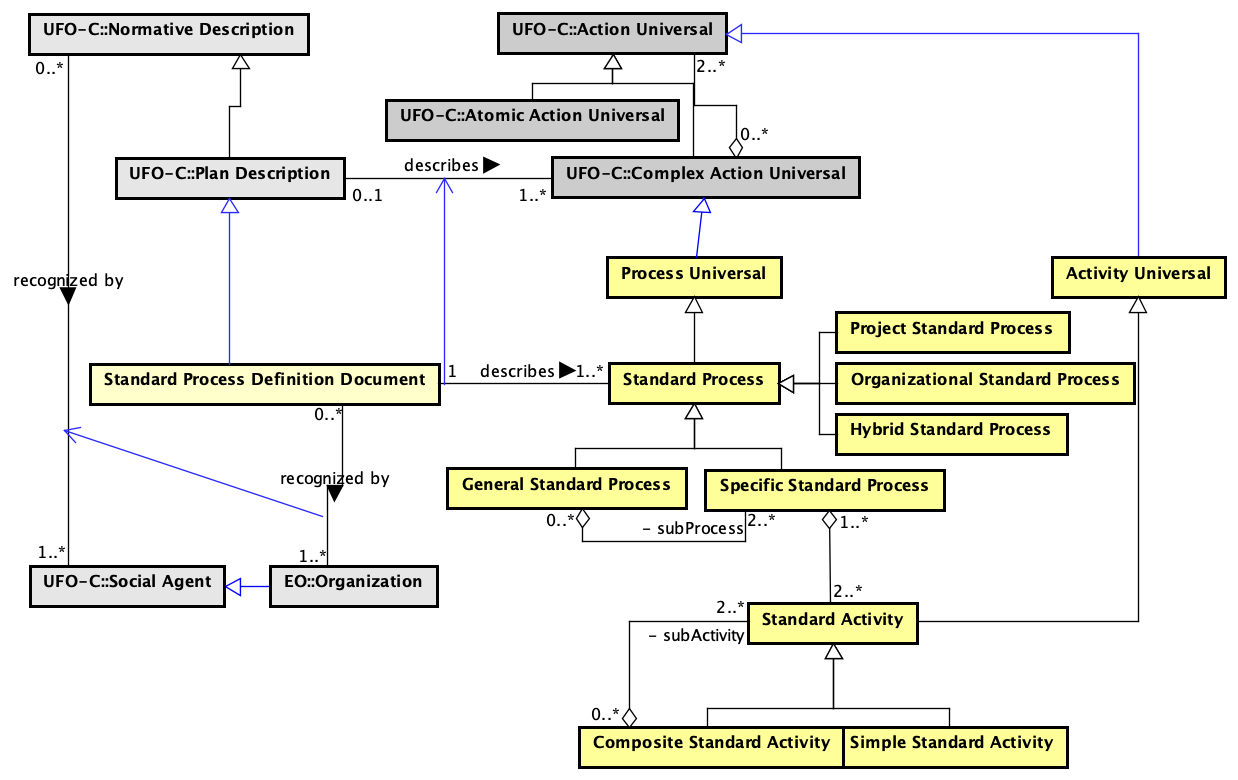 UFO-C::Normative Description
UFO-C::Action Universal
0..*
2..*
UFO-C::Atomic Action Universal
0..*
describes
UFO-C::Plan Description
UFO-C::Complex Action Universal
0..1
1..*
recognized by
Process Universal
Activity Universal
Project Standard Process
Standard Process Definition Document
1
describes
1..*
Standard Process
Organizational Standard Process
0..*
Hybrid Standard Process
recognized by
General Standard Process
Specific Standard Process
0..*
- subProcess
2..*
1..*
1..*
1..*
UFO-C::Social Agent
EO::Organization
2..*
2..*
- subActivity
Standard Activity
0..*
Composite Standard Activity
Simple Standard Activity